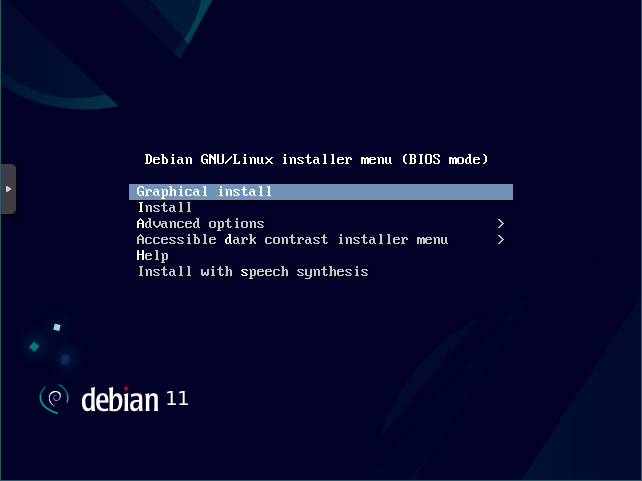 Debian GNU/Linux installer menu (BIOS mode)
Graphical install
Install
Advanced options >
Accessible dark contrast installer menu >
Help
Install with speech synthesis
debian 11